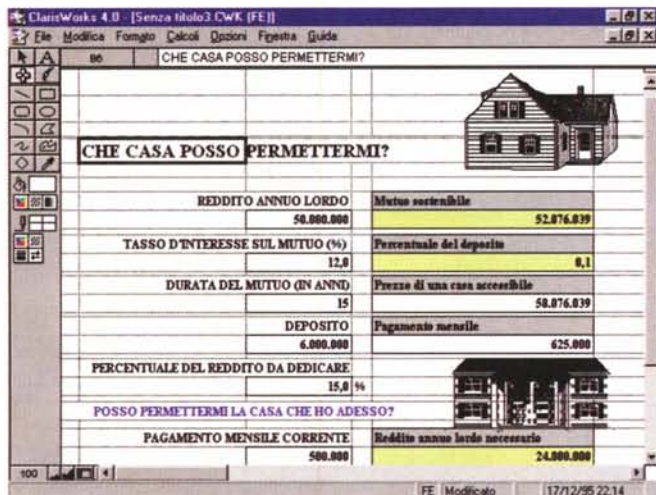 ClarisWorks 4.0 - [Senza titolo3.CWK (FE)]
File Modifica Formato Calcoli Opzioni Finestra Guida
B6 CHE CASA POSSO PERMETTERMI?
CHE CASA POSSO PERMETTERMI?
REDDITO ANNUO LORDO Mutuo sostenibile
50.000.000 52.076.039
TASSO D'INTERESSE SUL MUTUO (%) Percentuale del deposito
12,0 0,1
DURATA DEL MUTUO (IN ANNI) Prezzo di una casa accessibile
15 58.076.039
DEPOSITO Pagamento mensile
6.000.000 625.000
PERCENTUALE DEL REDDITO DA DEDICARE
15,0 %
POSSO PERMETTERMI LA CASA CHE HO ADESSO?
PAGAMENTO MENSILE CORRENTE Reddito annuo lordo necessario
500.000 24.000.000
100
FE Modificato 17/12/95 22:14